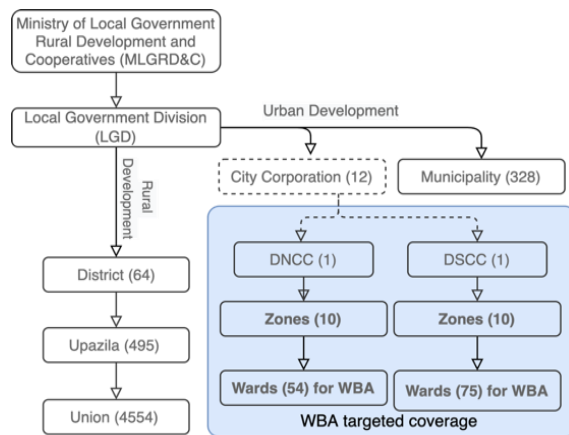 Ministry of Local Government
Rural Development and
Cooperatives (MLGRD&C)
Urban Development
Local Government Division
(LGD)
Rural
Development
City Corporation (12)
Municipality (328)
DNCC (1)
DSCC (1)
District (64)
Zones (10)
Zones (10)
Upazila (495)
Wards (54) for WBA
Wards (75) for WBA
Union (4554)
WBA targeted coverage